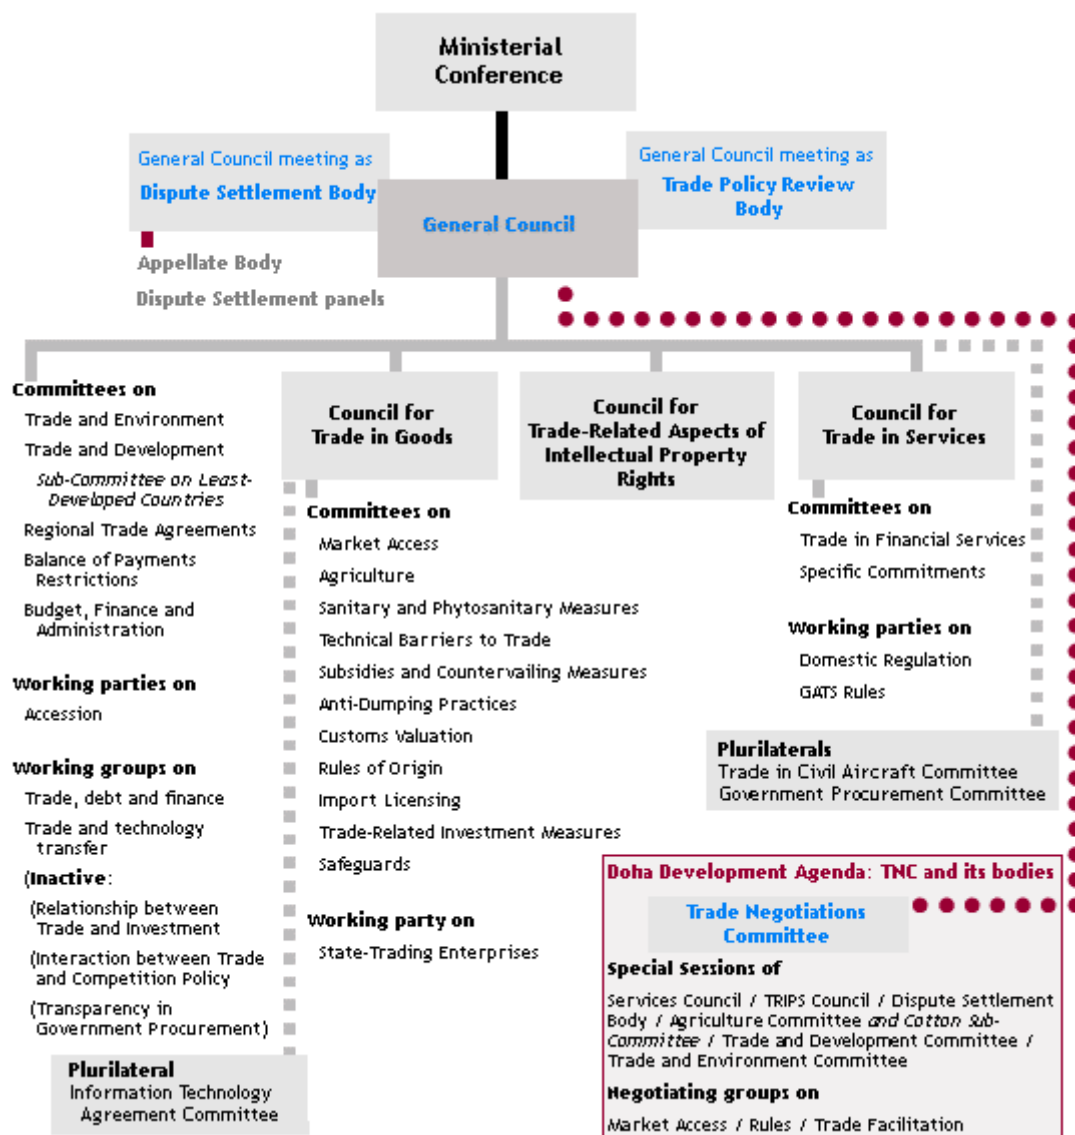 Ministerial
Conference
General Council meeting as
Dispute Settlement Body
General Council meeting as
Trade Policy Review
Body
General Council
Appellate Body
Dispute Settlement panels
Committees on
Trade and Environment
Trade and Development
Sub-Committee on Least-
Developed Countries
Regional Trade Agreements
Balance of Payments
Restrictions
Budget, Finance and
Administration
Working parties on
Accession
Working groups on
Trade, debt and finance
Trade and technology
transfer
(Inactive:
(Relationship between
Trade and Investment
(Interaction between Trade
and Competition Policy
(Transparency in
Government Procurement)
Plurilateral
Information Technology
Agreement Committee
Council for
Trade in Goods
Committees on
Market Access
Agriculture
Sanitary and Phytosanitary Measures
Technical Barriers to Trade
Subsidies and Countervailing Measures
Anti-Dumping Practices
Customs Valuation
Rules of Origin
Import Licensing
Trade-Related Investment Measures
Safeguards
Working party on
State-Trading Enterprises
Council for
Trade-Related Aspects of
Intellectual Property
Rights
Council for
Trade in Services
Committees on
Trade in Financial Services
Specific Commitments
Working parties on
Domestic Regulation
GATS Rules
Plurilaterals
Trade in Civil Aircraft Committee
Government Procurement Committee
Doha Development Agenda: TNC and its bodies
Trade Negotiations
Committee
Special Sessions of
Services Council / TRIPS Council / Dispute Settlement
Body / Agriculture Committee and Cotton Sub-
Committee / Trade and Development Committee /
Trade and Environment Committee
Negotiating groups on
Market Access / Rules / Trade Facilitation